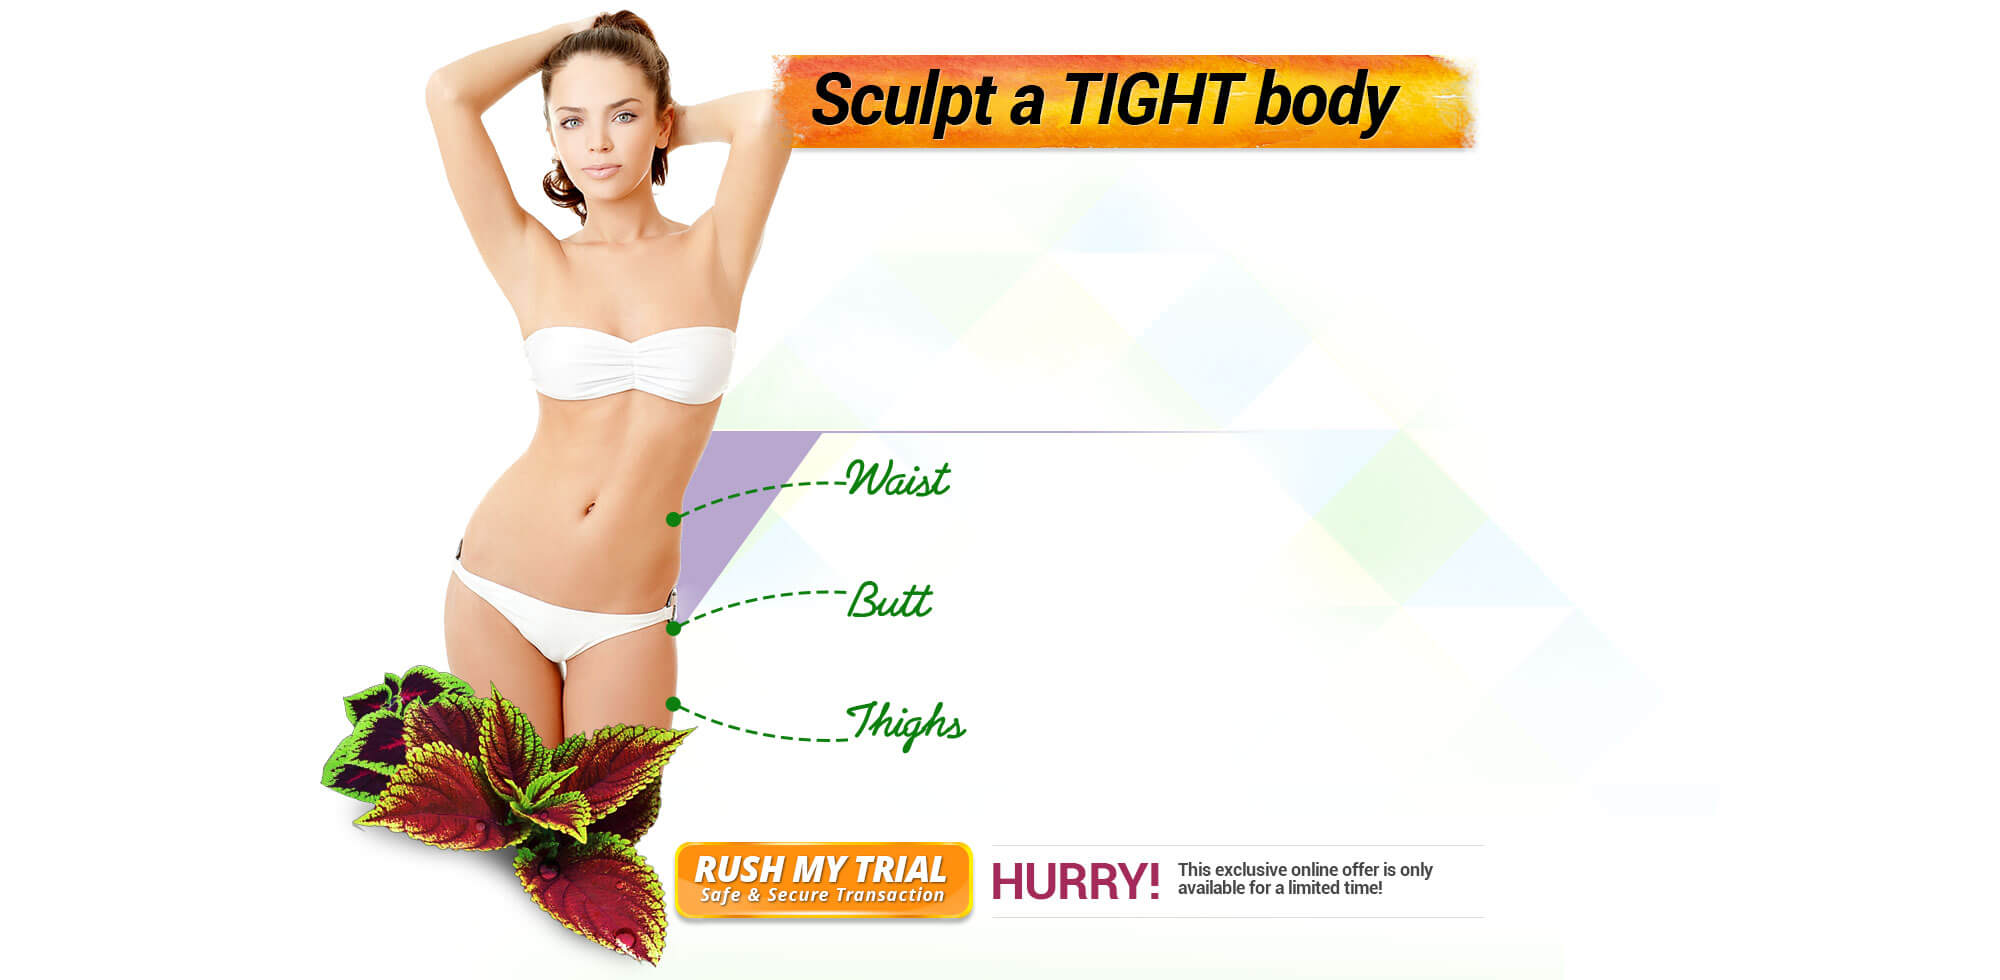 Sculpt a TIGHT body
Waist
Butt
Thighs
RUSH MY TRIAL
Safe & Secure Transaction
HURRY!
This exclusive online offer is only
available for a limited time!